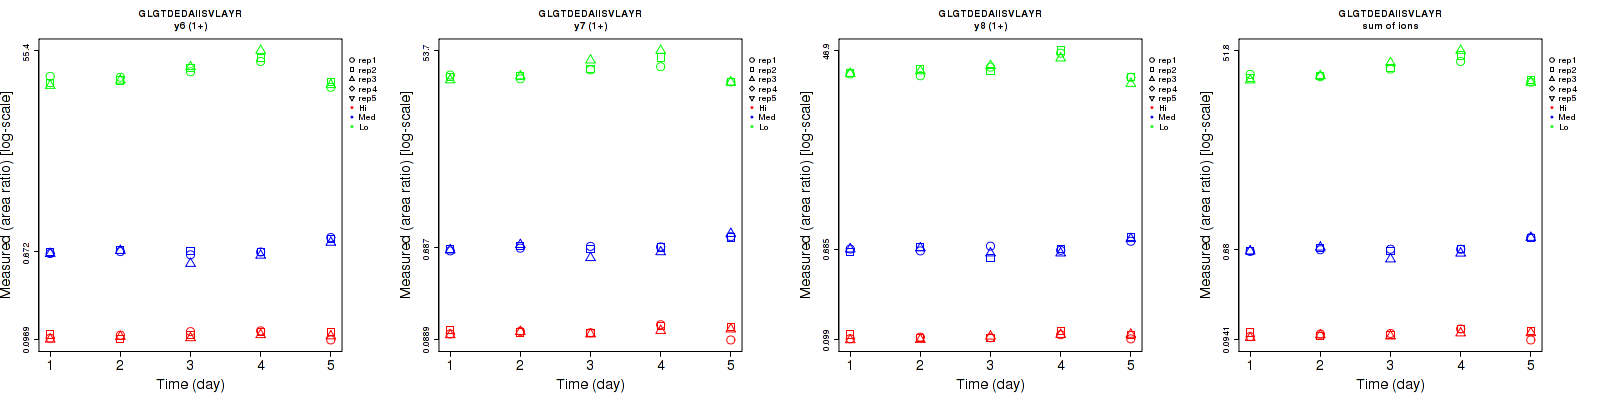 GLGTDEDAIISVLAYR
y6 (1+)
Measured (area ratio) [log-scale]
55.4
0.672
0.0969
1 2 3 4 5
Time (day)
rep1
rep2
rep3
rep4
rep5
Hi
Med
Lo
GLGTDEDAIISVLAYR
y7 (1+)
Measured (area ratio) [log-scale]
53.7
0.887
0.0889
1 2 3 4 5
Time (day)
rep1
rep2
rep3
rep4
rep5
Hi
Med
Lo
GLGTDEDAIISVLAYR
y8 (1+)
Measured (area ratio) [log-scale]
46.9
0.885
0.099
1 2 3 4 5
Time (day)
rep1
rep2
rep3
rep4
rep5
Hi
Med
Lo
GLGTDEDAIISVLAYR
sum of ions
Measured (area ratio) [log-scale]
51.8
0.88
0.0941
1 2 3 4 5
Time (day)
rep1
rep2
rep3
rep4
rep5
Hi
Med
Lo